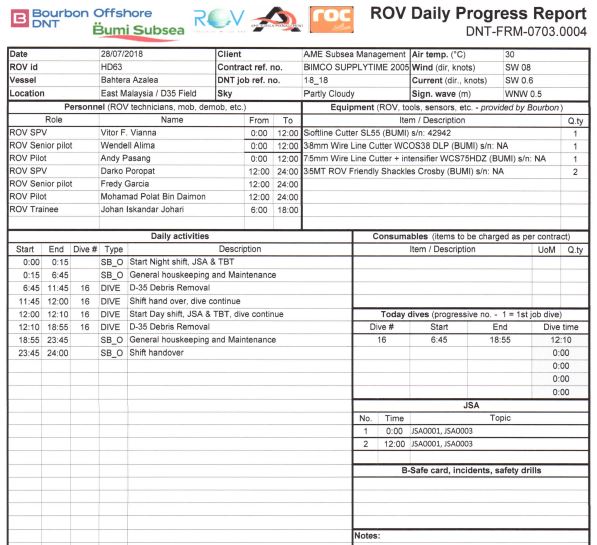 Bourbon Offshore
DNT
Bumi Subsea
ROV
roc
ROV Daily Progress Report
DNT-FRM-0703.0004
Date 28/07/2018 Client AME Subsea Management Air temp. (°C) 30
ROV id HD63 Contract ref. no. BIMCO SUPPLYTIME 2005 Wind (dir, knots) SW 08
Vessel Bahtera Azalea DNT job ref. no. 18_18 Current (dir., knots) SW 0.6
Location East Malaysia / D35 Field Sky Partly Cloudy Sign. wave (m) WNW 0.5
Personnel (ROV technicians, mob, demob, etc.) Equipment (ROV, tools, sensors, etc. - provided by Bourbon)
Role Name From To Item / Description Q.ty
ROV SPV Vitor F. Vianna 0:00 12:00 Softline Cutter SL55 (BUMI) s/n: 42942 1
ROV Senior pilot Wendell Alima 0:00 12:00 38mm Wire Line Cutter WCOS38 DLP (BUMI) s/n: NA 1
ROV Pilot Andy Pasang 0:00 12:00 75mm Wire Line Cutter + intensifier WCS75HDZ (BUMI) s/n: NA 1
ROV SPV Darko Poropat 12:00 24:00 35MT ROV Friendly Shackles Crosby (BUMI) s/n: NA 2
ROV Senior pilot Fredy Garcia 12:00 24:00
ROV Pilot Mohamad Polat Bin Daimon 12:00 24:00
ROV Trainee Johan Iskandar Johari 6:00 18:00
Daily activities
Start End Dive # Type Description
0:00 0:15 SB_O Start Night shift, JSA & TBT
0:15 6:45 SB_O General houskeeping and Maintenance
6:45 11:45 16 DIVE D-35 Debris Removal
11:45 12:00 16 DIVE Shift hand over, dive continue
12:00 12:10 16 DIVE Start Day shift, JSA & TBT, dive continue
12:10 18:55 16 DIVE D-35 Debris Removal
18:55 23:45 SB_O General houskeeping and Maintenance
23:45 24:00 SB_O Shift handover
Consumables (items to be charged as per contract)
Item / Description UoM Q.ty
Today dives (progressive no. - 1 = 1st job dive)
Dive # Start End Dive time
16 6:45 18:55 12:10
0:00
0:00
0:00
0:00
JSA
No. Time Topic
1 0:00 JSA0001, JSA0003
2 12:00 JSA0001, JSA0003
B-Safe card, incidents, safety drills
Notes: